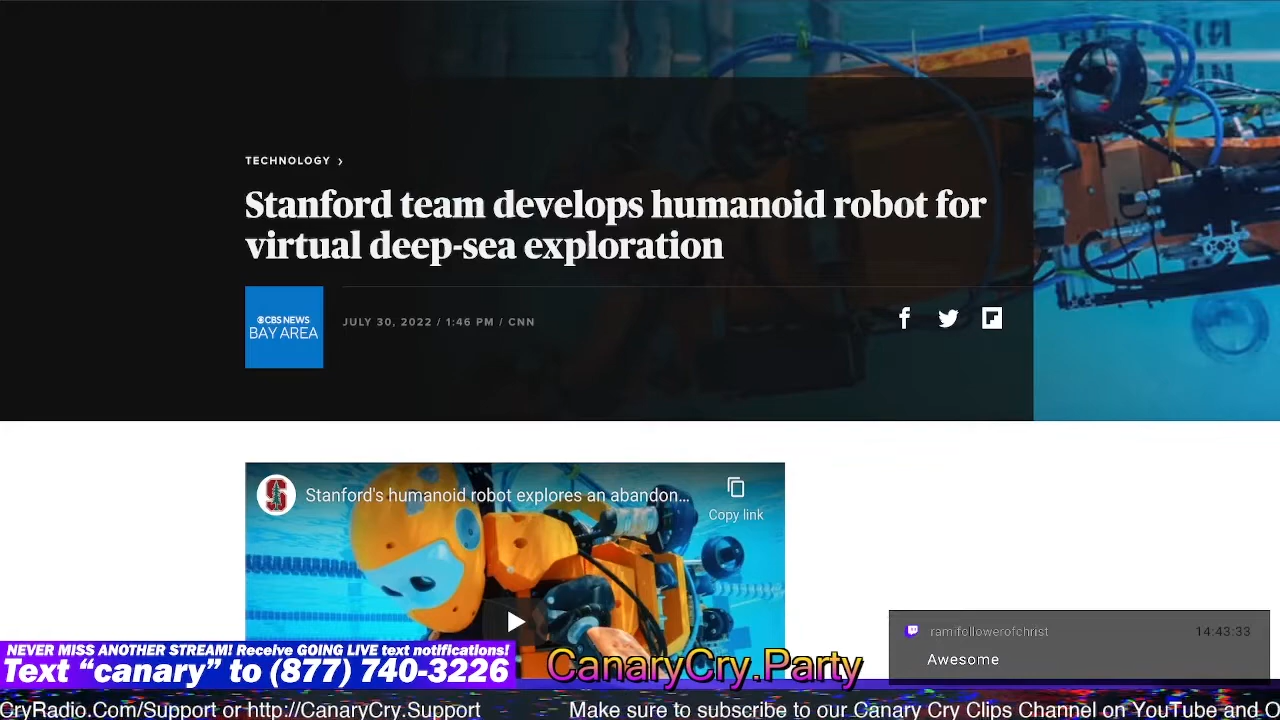 TECHNOLOGY ›
Stanford team develops humanoid robot for
virtual deep-sea exploration
CBS NEWS
BAY AREA
JULY 30, 2022 / 1:46 PM / CNN
Stanford's humanoid robot explores an abandon...
Copy link
ramifollowerofchrist
14:43:33
Awesome
NEVER MISS ANOTHER STREAM! Receive GOING LIVE text notifications!
Text “canary” to (877) 740-3226
CanaryCry.Party
CryRadio.Com/Support or http://CanaryCry.Support
Make sure to subscribe to our Canary Cry Clips Channel on YouTube and O